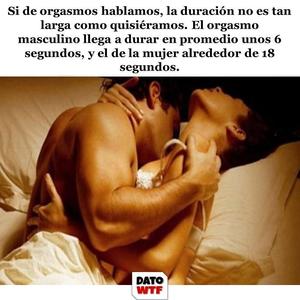 Si de orgasmos hablamos, la duración no es tan
larga como quisiéramos. El orgasmo
masculino llega a durar en promedio unos 6
segundos, y el de la mujer alrededor de 18
segundos.
DATO
WTF